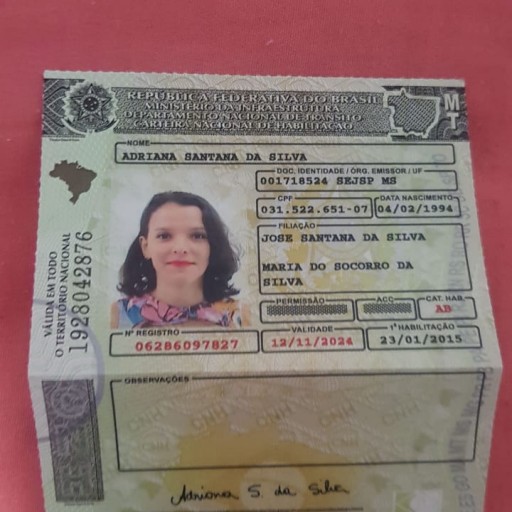 REPÚBLICA FEDERATIVA DO BRASIL
MINISTÉRIO DA INFRAESTRUTURA
DEPARTAMENTO NACIONAL DE TRÂNSITO
CARTEIRA NACIONAL DE HABILITAÇÃO
MT
NOME
ADRIANA SANTANA DA SILVA
DOC. IDENTIDADE / ÓRG. EMISSOR / UF
001718524 SEJSP MS
CPF
031.522.651-07
DATA NASCIMENTO
04/02/1994
FILIAÇÃO
JOSE SANTANA DA SILVA
MARIA DO SOCORRO DA
SILVA
PERMISSÃO
ACC
CAT. HAB.
AB
Nº REGISTRO
06286097827
VALIDADE
12/11/2024
1ª HABILITAÇÃO
23/01/2015
VÁLIDA EM TODO
O TERRITÓRIO NACIONAL
1928042876
OBSERVAÇÕES
Adriana S. da Silva